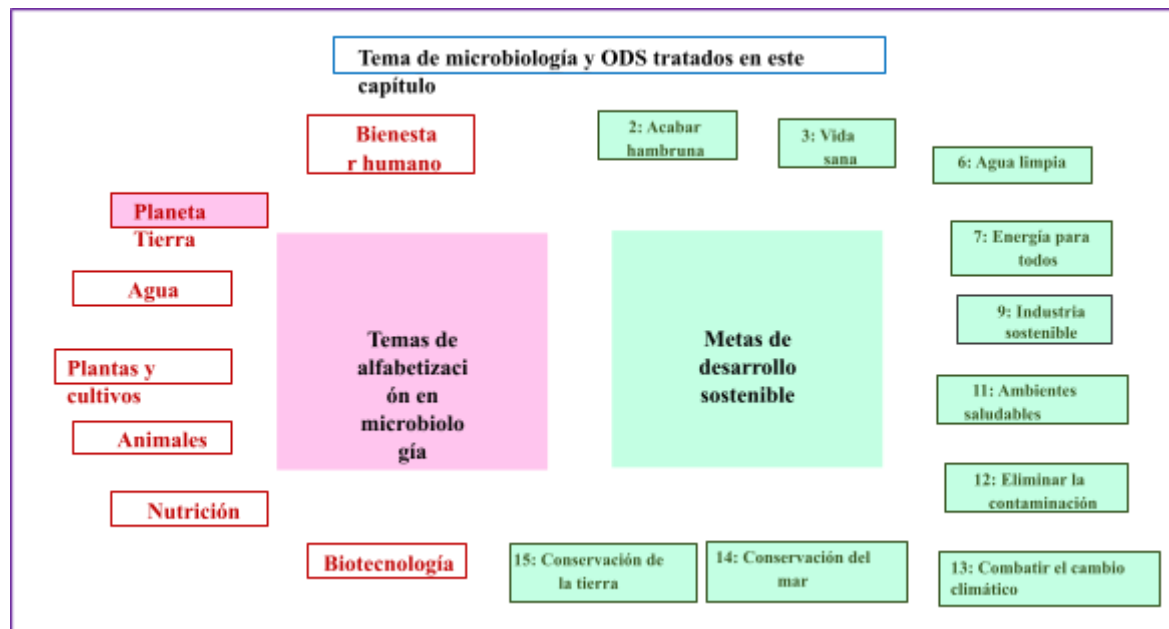 Tema de microbiología y ODS tratados en este
capítulo
Bienesta
r humano
2: Acabar
hambruna
3: Vida
sana
6: Agua limpia
Planeta
Tierra
7: Energía para
todos
Agua
9: Industria
sostenible
Temas de
alfabetizaci
ón en
microbiolo
gía
Metas de
desarrollo
sostenible
Plantas y
cultivos
11: Ambientes
saludables
Animales
12: Eliminar la
contaminación
Nutrición
Biotecnología
15: Conservación de
la tierra
14: Conservación del
mar
13: Combatir el cambio
climático